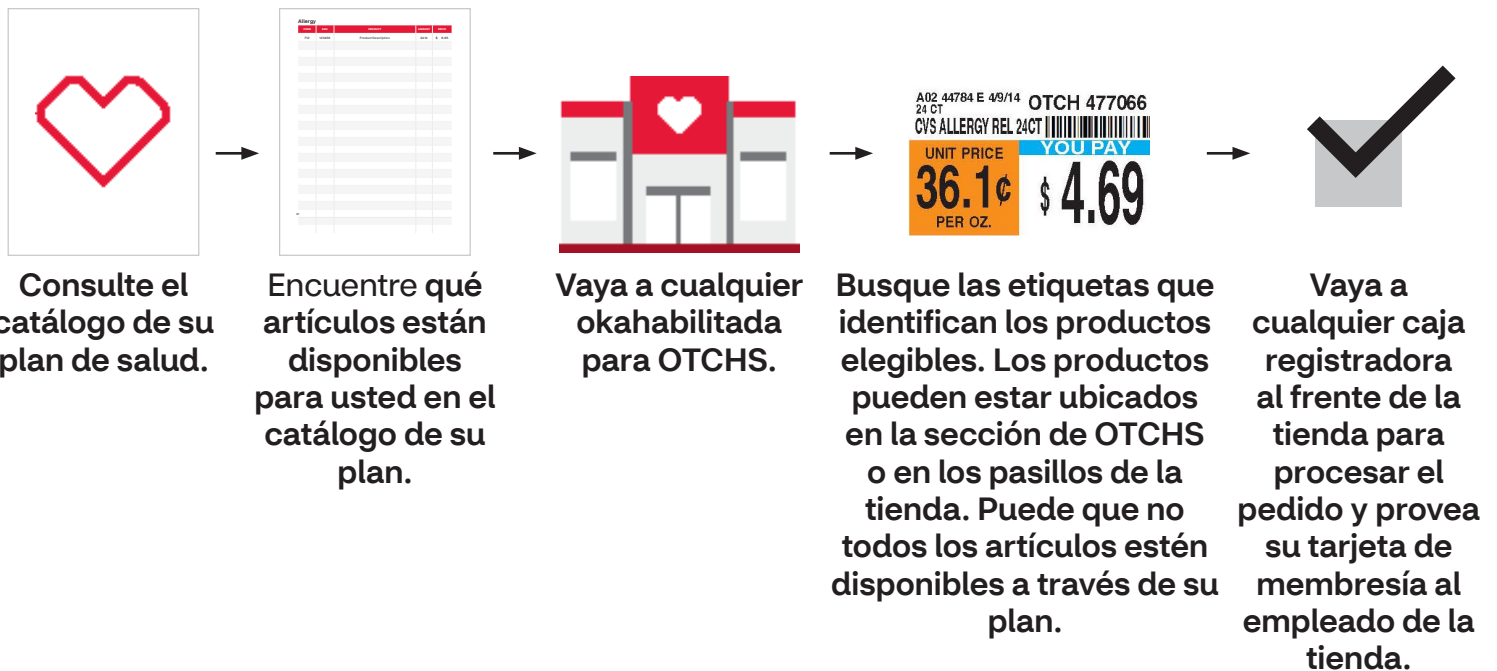 Allergy
Consulte el
catálogo de su
plan de salud.
Encuentre qué
artículos están
disponibles
para usted en el
catálogo de su
plan.
Vaya a cualquier
okahabilitada
para OTCHS.
A02 44784 E 4/9/14
24 CT
OTCH 477066
CVS ALLERGY REL 24CT
UNIT PRICE
36.1¢
PER OZ.
YOU PAY
$ 4.69
Busque las etiquetas que
identifican los productos
elegibles. Los productos
pueden estar ubicados
en la sección de OTCHS
o en los pasillos de la
tienda. Puede que no
todos los artículos estén
disponibles a través de su
plan.
Vaya a
cualquier caja
registradora
al frente de la
tienda para
procesar el
pedido y provea
su tarjeta de
membresía al
empleado de la
tienda.